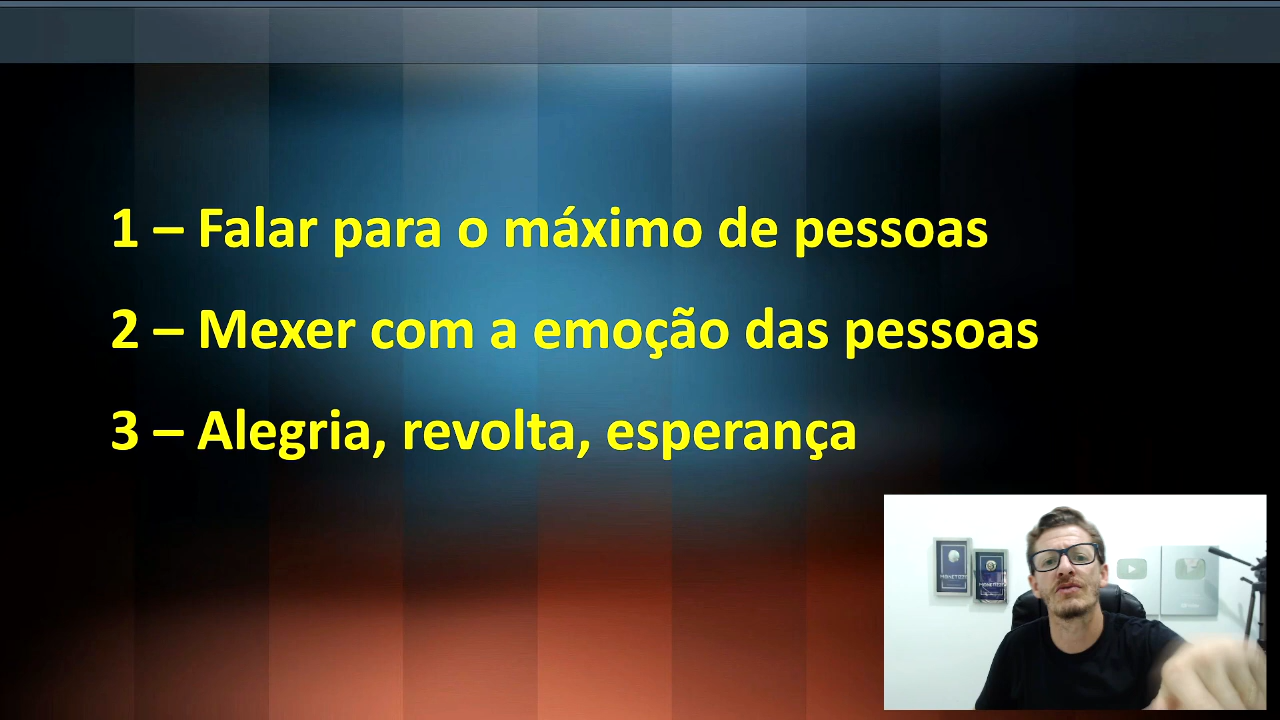 1 – Falar para o máximo de pessoas
2 – Mexer com a emoção das pessoas
3 – Alegria, revolta, esperança